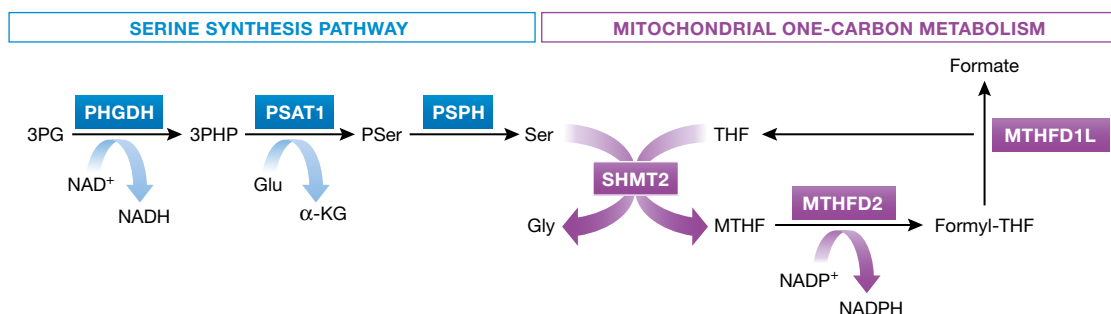 SERINE SYNTHESIS PATHWAY
MITOCHRONDRIAL ONE-CARBON METABOLISM
Formate
PHGDH
PSAT1
PSPH
MTHFD1L
3PG
3PHP
PSer
Ser
THF
SHMT2
NAD⁺
Glu
MTHFD2
NADH
α-KG
Gly
MTHF
Formyl-THF
NADP⁺
NADPH